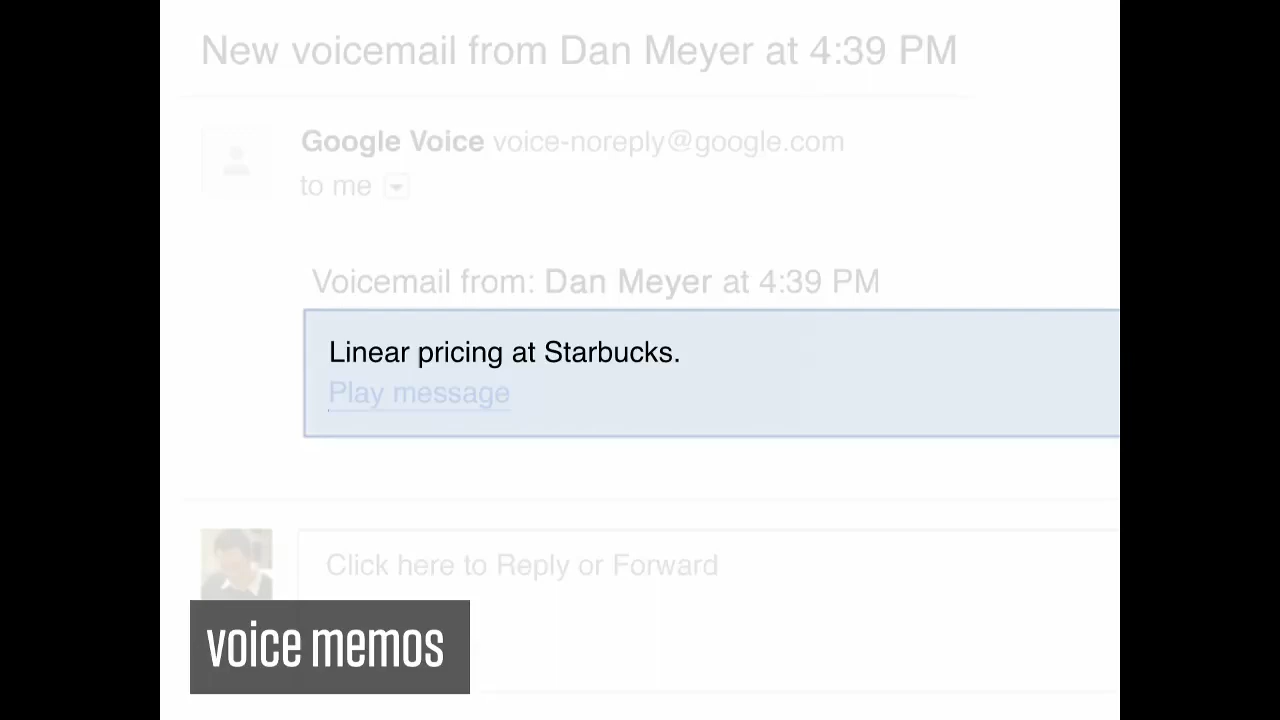 New voicemail from Dan Meyer at 4:39 PM
Google Voice voice-noreply@google.com
to me
Voicemail from: Dan Meyer at 4:39 PM
Linear pricing at Starbucks.
Play message
Click here to Reply or Forward
voice memos